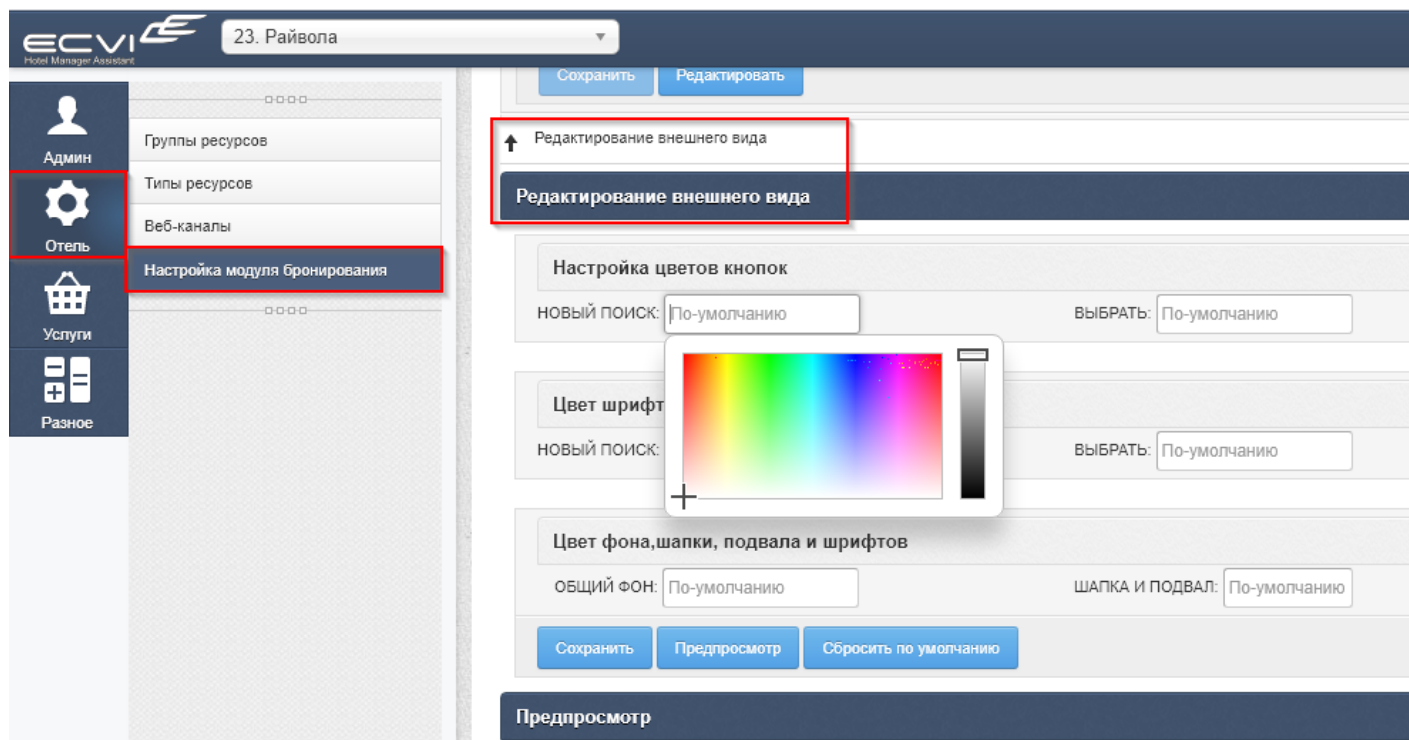 ECVI
Hotel Manager Assistant
23. Райвола
Админ
Отель
Услуги
Разное
Группы ресурсов
Типы ресурсов
Веб-каналы
Настройка модуля бронирования
Сохранить Редактировать
Редактирование внешнего вида
Редактирование внешнего вида
Настройка цветов кнопок
НОВЫЙ ПОИСК: По-умолчанию ВЫБРАТЬ: По-умолчанию
Цвет шрифт
НОВЫЙ ПОИСК: ВЫБРАТЬ: По-умолчанию
Цвет фона,шапки, подвала и шрифтов
ОБЩИЙ ФОН: По-умолчанию ШАПКА И ПОДВАЛ: По-умолчанию
Сохранить Предпросмотр Сбросить по умолчанию
Предпросмотр